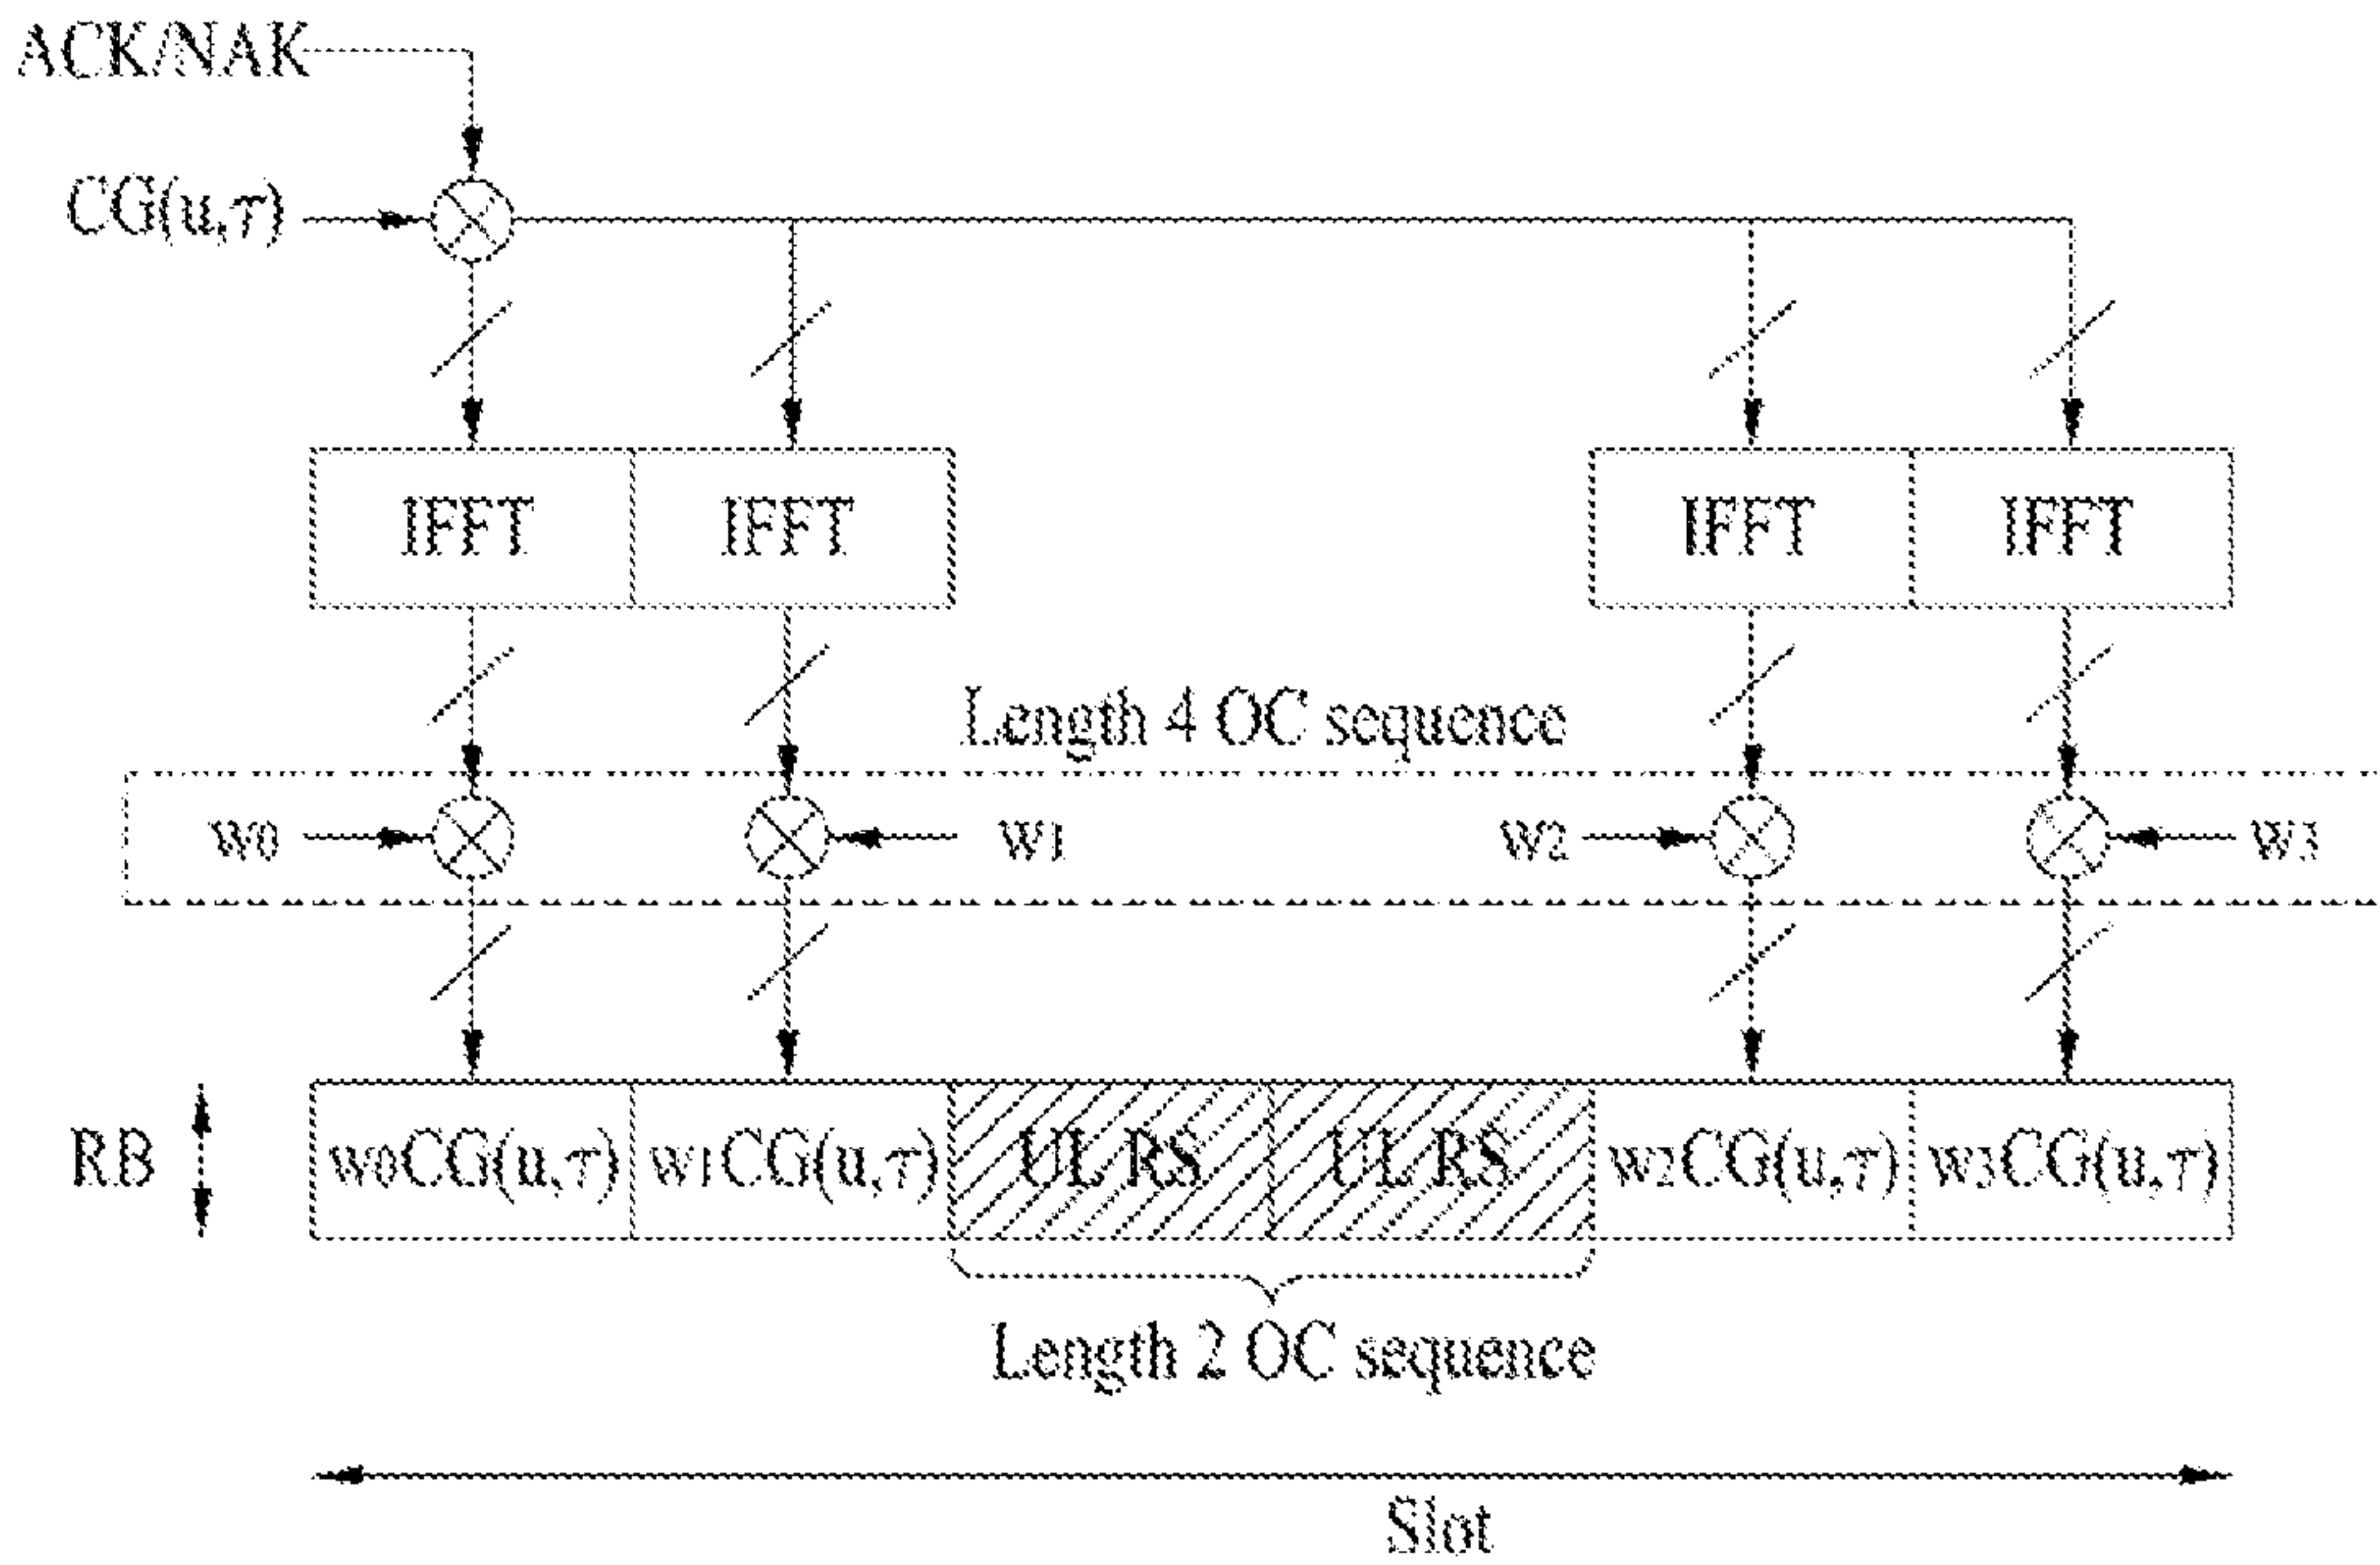 ACK/NAK
CG(u,τ)
IFFT IFFT IFFT IFFT
Length 4 OC sequence
w0 w1 w2 w3
RB w0CG(u,τ) w1CG(u,τ) UL RS UL RS w2CG(u,τ) w3CG(u,τ)
Length 2 OC sequence
Slot